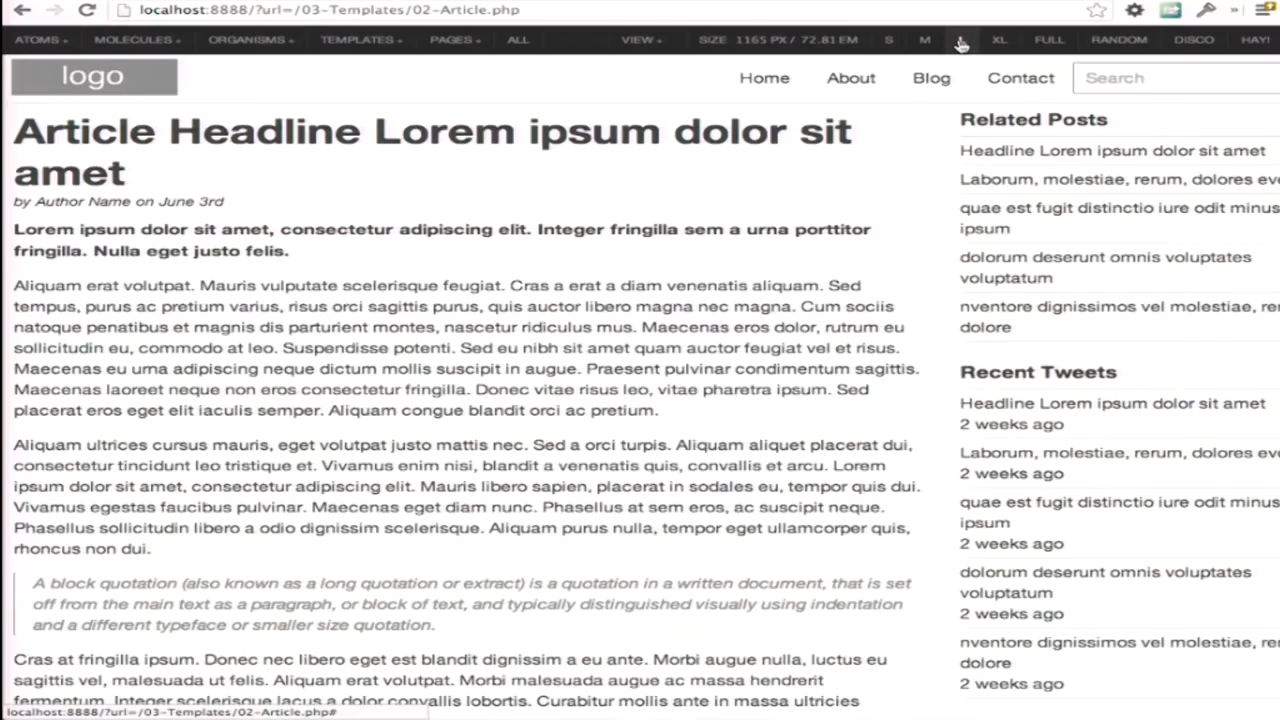 localhost:8888/?url=/03-Templates/02-Article.php
ATOMS MOLECULES ORGANISMS TEMPLATES PAGES ALL VIEW SIZE 1165 PX / 72.81 EM S M XL FULL RANDOM DISCO HAY!
logo
Home About Blog Contact Search
Article Headline Lorem ipsum dolor sit
amet
by Author Name on June 3rd
Lorem ipsum dolor sit amet, consectetur adipiscing elit. Integer fringilla sem a urna porttitor
fringilla. Nulla eget justo felis.
Aliquam erat volutpat. Mauris vulputate scelerisque feugiat. Cras a erat a diam venenatis aliquam. Sed
tempus, purus ac pretium varius, risus orci sagittis purus, quis auctor libero magna nec magna. Cum sociis
natoque penatibus et magnis dis parturient montes, nascetur ridiculus mus. Maecenas eros dolor, rutrum eu
sollicitudin eu, commodo at leo. Suspendisse potenti. Sed eu nibh sit amet quam auctor feugiat vel et risus.
Maecenas eu urna adipiscing neque dictum mollis suscipit in augue. Praesent pulvinar condimentum sagittis.
Maecenas laoreet neque non eros consectetur fringilla. Donec vitae risus leo, vitae pharetra ipsum. Sed
placerat eros eget elit iaculis semper. Aliquam congue blandit orci ac pretium.
Aliquam ultrices cursus mauris, eget volutpat justo mattis nec. Sed a orci turpis. Aliquam aliquet placerat dui,
consectetur tincidunt leo tristique et. Vivamus enim nisi, blandit a venenatis quis, convallis et arcu. Lorem
ipsum dolor sit amet, consectetur adipiscing elit. Mauris libero sapien, placerat in sodales eu, tempor quis dui.
Vivamus egestas faucibus pulvinar. Maecenas eget diam nunc. Phasellus at sem eros, ac suscipit neque.
Phasellus sollicitudin libero a odio dignissim scelerisque. Aliquam purus nulla, tempor eget ullamcorper quis,
rhoncus non dui.
A block quotation (also known as a long quotation or extract) is a quotation in a written document, that is set
off from the main text as a paragraph, or block of text, and typically distinguished visually using indentation
and a different typeface or smaller size quotation.
Cras at fringilla ipsum. Donec nec libero eget est blandit dignissim a eu ante. Morbi augue nulla, luctus eu
sagittis vel, malesuada ut felis. Aliquam erat volutpat. Morbi malesuada augue ac massa hendrerit
fermentum. Integer scelerisque lacus a dolor convallis lobortis. Curabitur mollis ante in massa ultricies
Related Posts
Headline Lorem ipsum dolor sit amet
Laborum, molestiae, rerum, dolores eve
quae est fugit distinctio iure odit minus
ipsum
dolorum deserunt omnis voluptates
voluptatum
nventore dignissimos vel molestiae, re
dolore
Recent Tweets
Headline Lorem ipsum dolor sit amet
2 weeks ago
Laborum, molestiae, rerum, dolores eve
2 weeks ago
quae est fugit distinctio iure odit minus
ipsum
2 weeks ago
dolorum deserunt omnis voluptates
voluptatum
2 weeks ago
nventore dignissimos vel molestiae, re
dolore
2 weeks ago
localhost:8888/?url=/03-Templates/02-Article.php#